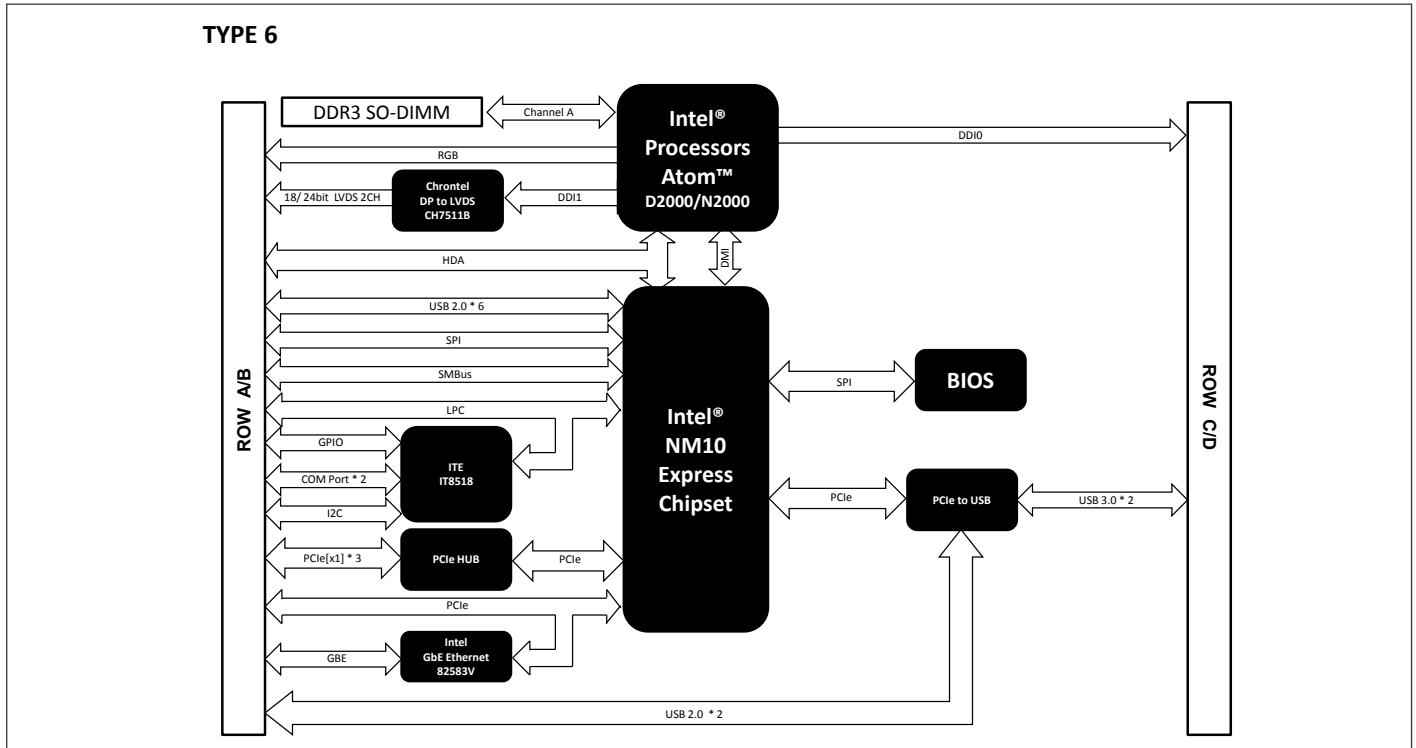 TYPE 6
DDR3 SO-DIMM
Channel A
Intel®
Processors
Atom™
D2000/N2000
DDI0
RGB
18/ 24bit LVDS 2CH
Chrontel
DP to LVDS
CH7511B
DDI1
HDA
DMI
USB 2.0 * 6
SPI
SMBus
LPC
ROW A/B
GPIO
COM Port * 2
I2C
ITE
IT8518
Intel®
NM10
Express
Chipset
SPI
BIOS
ROW C/D
PCIe
PCIe to USB
USB 3.0 * 2
PCIe[x1] * 3
PCIe HUB
PCIe
PCIe
GBE
Intel
GbE Ethernet
82583V
USB 2.0 * 2